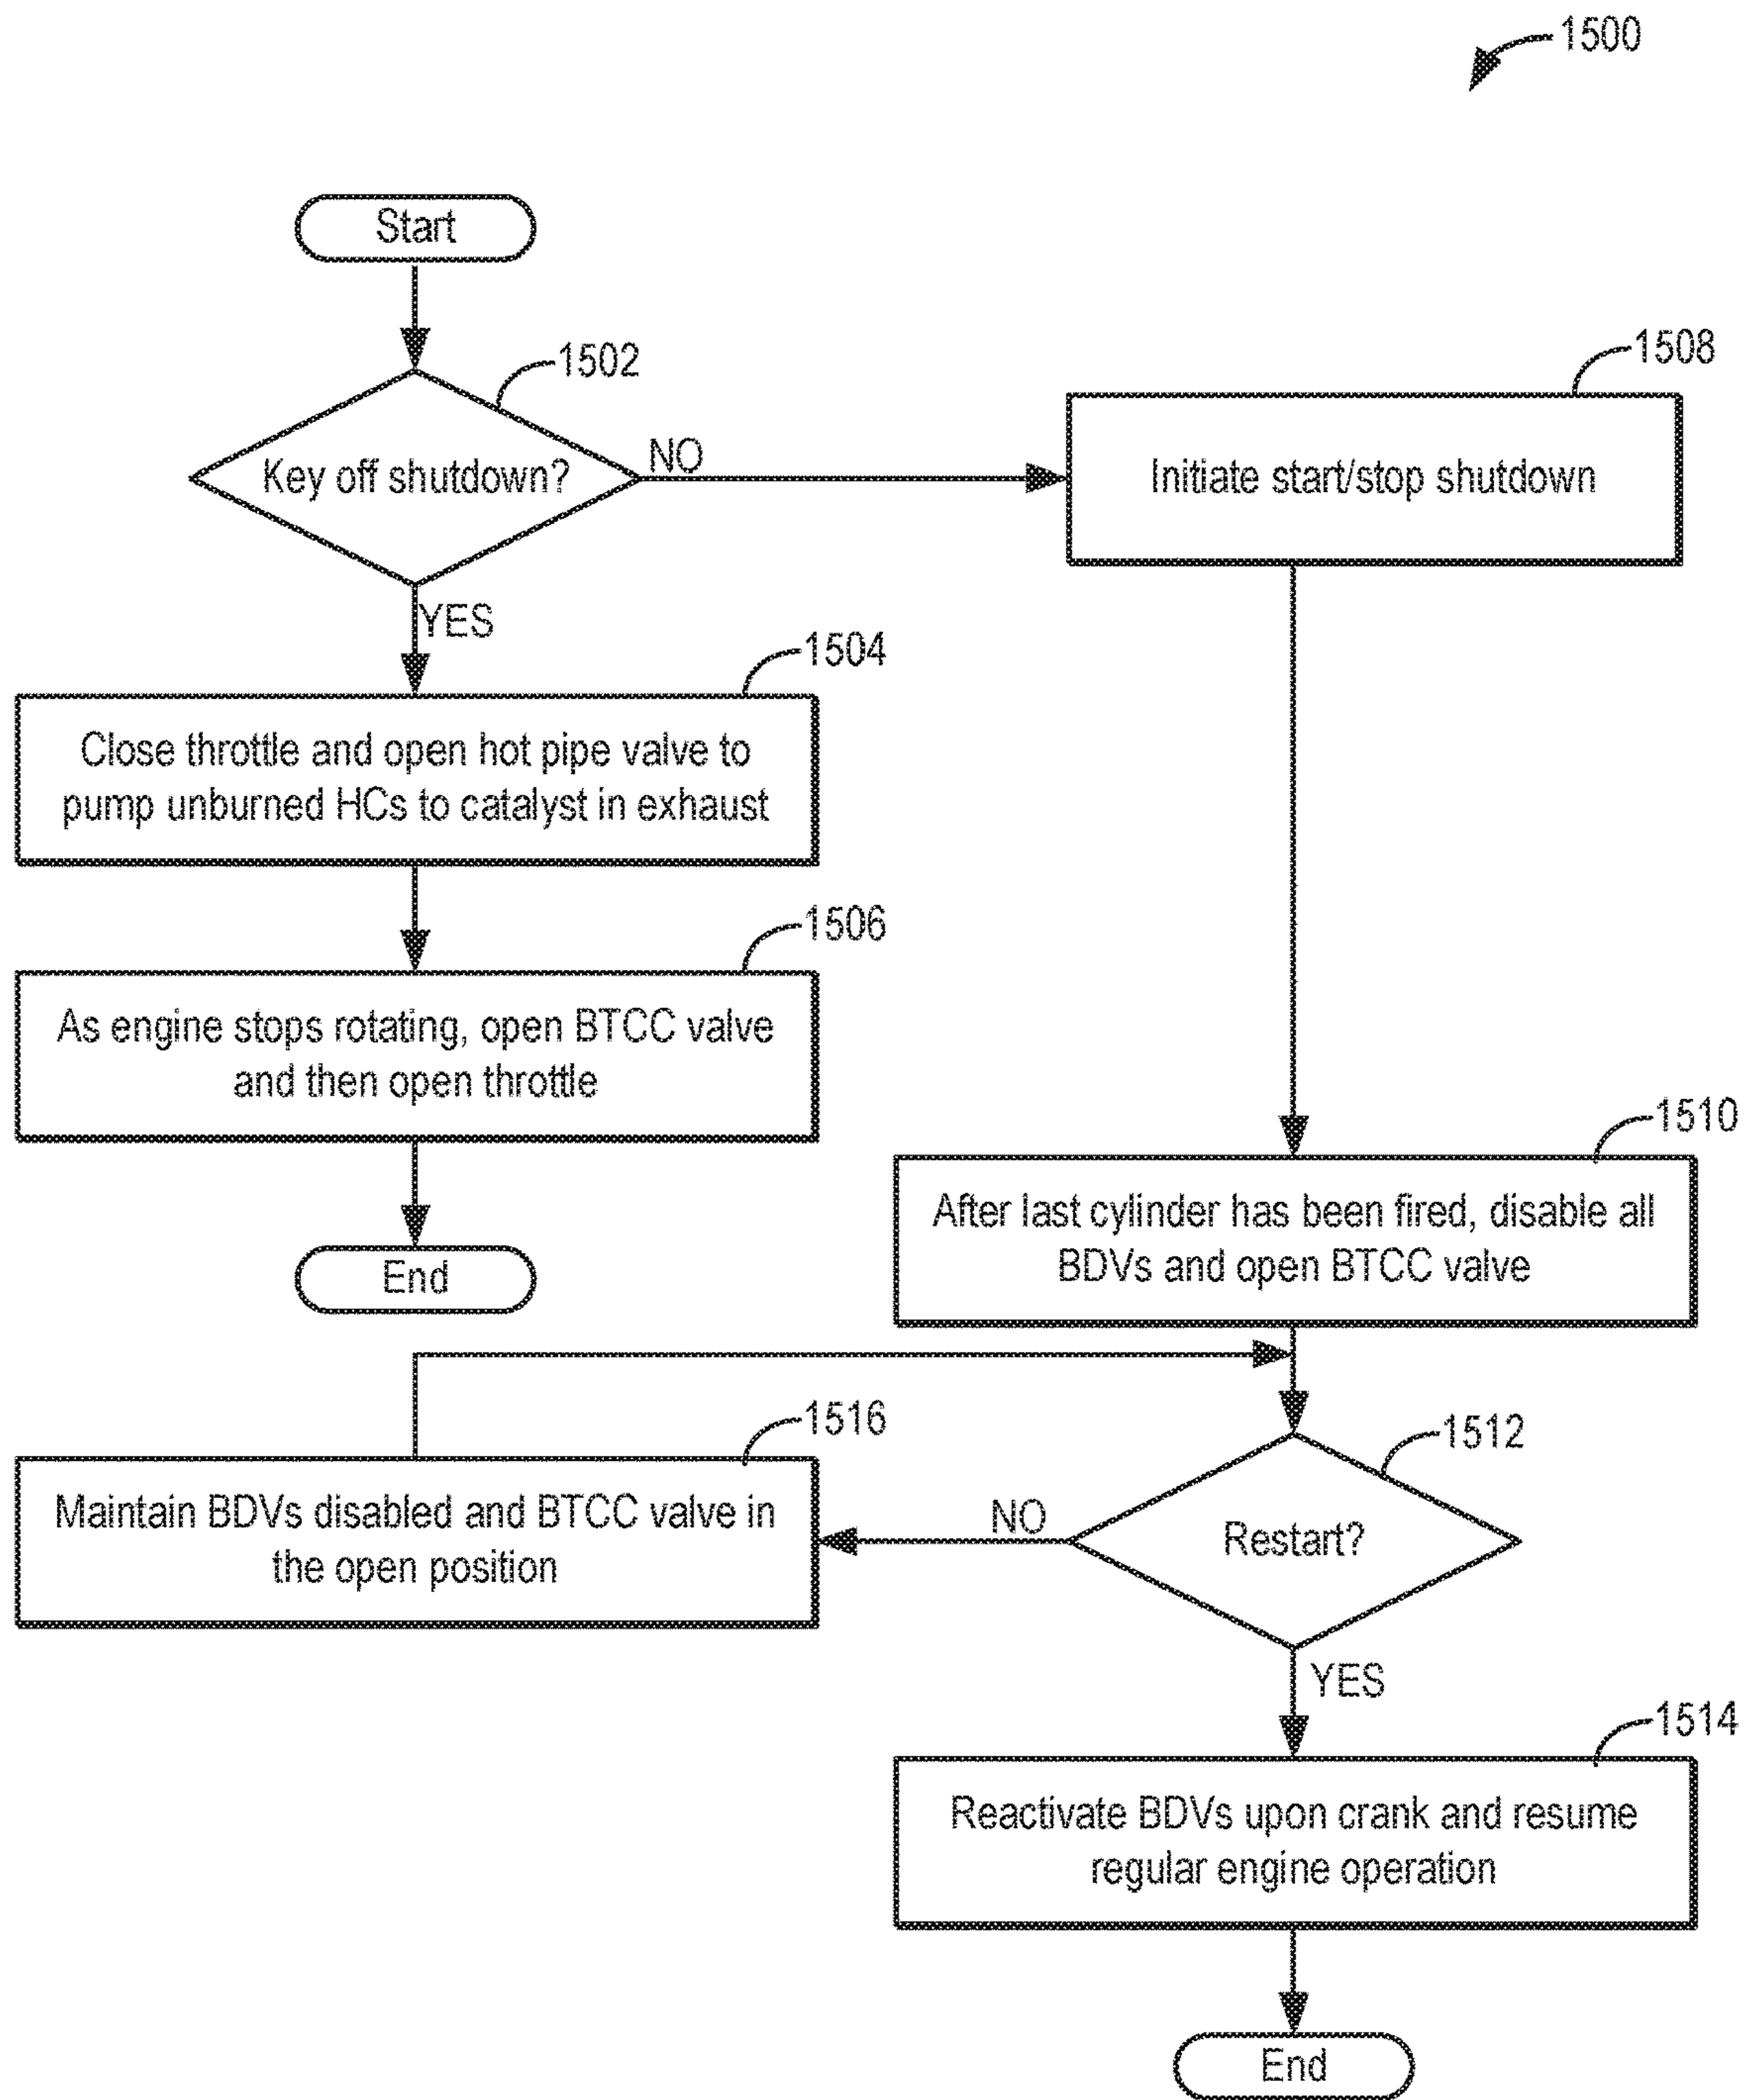 1500
Start
1502
Key off shutdown?
NO
1508
Initiate start/stop shutdown
YES
1504
Close throttle and open hot pipe valve to
pump unburned HCs to catalyst in exhaust
1506
As engine stops rotating, open BTCC valve
and then open throttle
End
1510
After last cylinder has been fired, disable all
BDVs and open BTCC valve
1516
Maintain BDVs disabled and BTCC valve in
the open position
NO
1512
Restart?
YES
1514
Reactivate BDVs upon crank and resume
regular engine operation
End